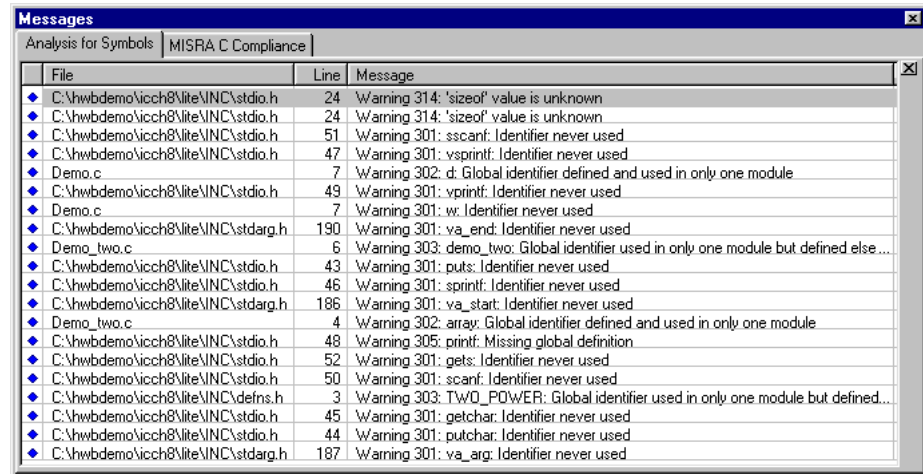 Messages
Analysis for Symbols MISRA C Compliance
File Line Message
C:\hwbdemo\icch8\lite\INC\stdio.h 24 Warning 314: 'sizeof' value is unknown
C:\hwbdemo\icch8\lite\INC\stdio.h 24 Warning 314: 'sizeof' value is unknown
C:\hwbdemo\icch8\lite\INC\stdio.h 51 Warning 301: sscanf: Identifier never used
C:\hwbdemo\icch8\lite\INC\stdio.h 47 Warning 301: vsprintf: Identifier never used
Demo.c 7 Warning 302: d: Global identifier defined and used in only one module
C:\hwbdemo\icch8\lite\INC\stdio.h 49 Warning 301: vprintf: Identifier never used
Demo.c 7 Warning 301: w: Identifier never used
C:\hwbdemo\icch8\lite\INC\stdarg.h 190 Warning 301: va_end: Identifier never used
Demo_two.c 6 Warning 303: demo_two: Global identifier used in only one module but defined else...
C:\hwbdemo\icch8\lite\INC\stdio.h 43 Warning 301: puts: Identifier never used
C:\hwbdemo\icch8\lite\INC\stdio.h 46 Warning 301: sprintf: Identifier never used
C:\hwbdemo\icch8\lite\INC\stdarg.h 186 Warning 301: va_start: Identifier never used
Demo_two.c 4 Warning 302: array: Global identifier defined and used in only one module
C:\hwbdemo\icch8\lite\INC\stdio.h 48 Warning 305: printf: Missing global definition
C:\hwbdemo\icch8\lite\INC\stdio.h 52 Warning 301: gets: Identifier never used
C:\hwbdemo\icch8\lite\INC\stdio.h 50 Warning 301: scanf: Identifier never used
C:\hwbdemo\icch8\lite\INC\defns.h 3 Warning 303: TWO_POWER: Global identifier used in only one module but defined...
C:\hwbdemo\icch8\lite\INC\stdio.h 45 Warning 301: getchar: Identifier never used
C:\hwbdemo\icch8\lite\INC\stdio.h 44 Warning 301: putchar: Identifier never used
C:\hwbdemo\icch8\lite\INC\stdarg.h 187 Warning 301: va_arg: Identifier never used